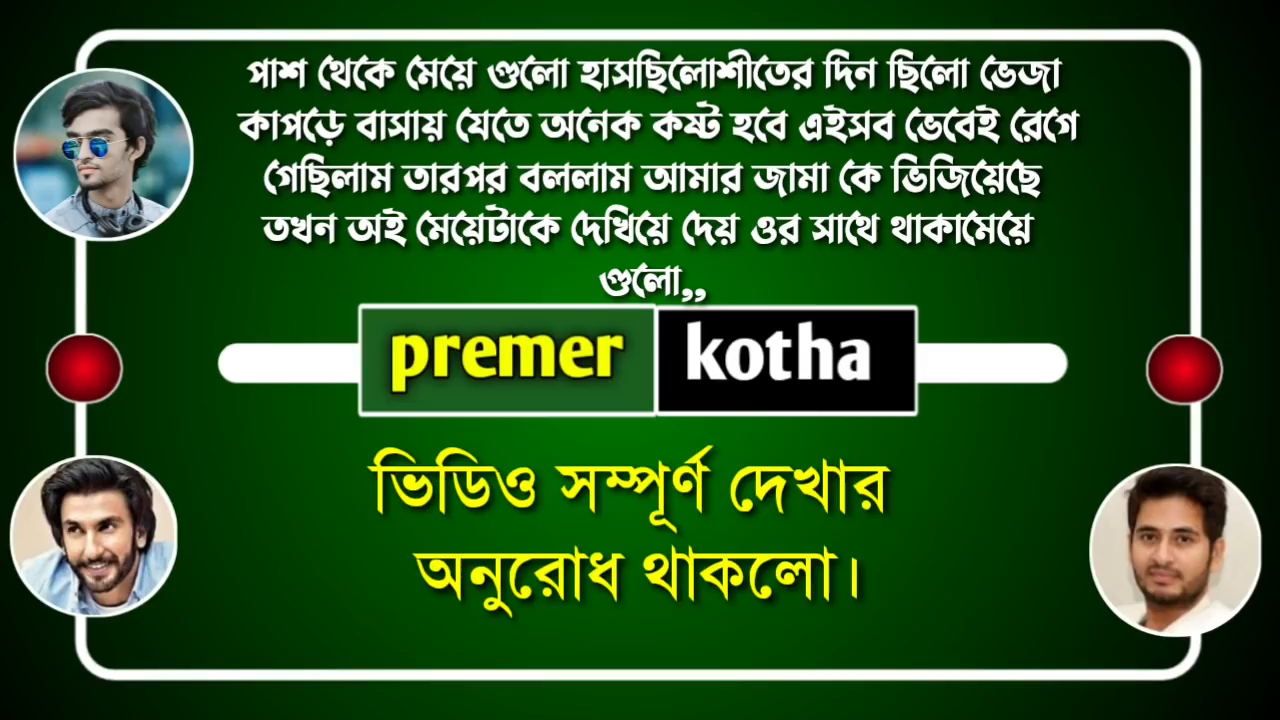 পাশ থেকে মেয়ে গুলো হাসছিলোশীতের দিন ছিলো ভেজা
কাপড়ে বাসায় যেতে অনেক কষ্ট হবে এইসব ভেবেই রেগে
গেছিলাম তারপর বললাম আমার জামা কে ভিজিয়েছে
তখন অই মেয়েটাকে দেখিয়ে দেয় ওর সাথে থাকামেয়ে
গুলো,,
premer kotha
ভিডিও সম্পূর্ণ দেখার
অনুরোধ থাকলো।